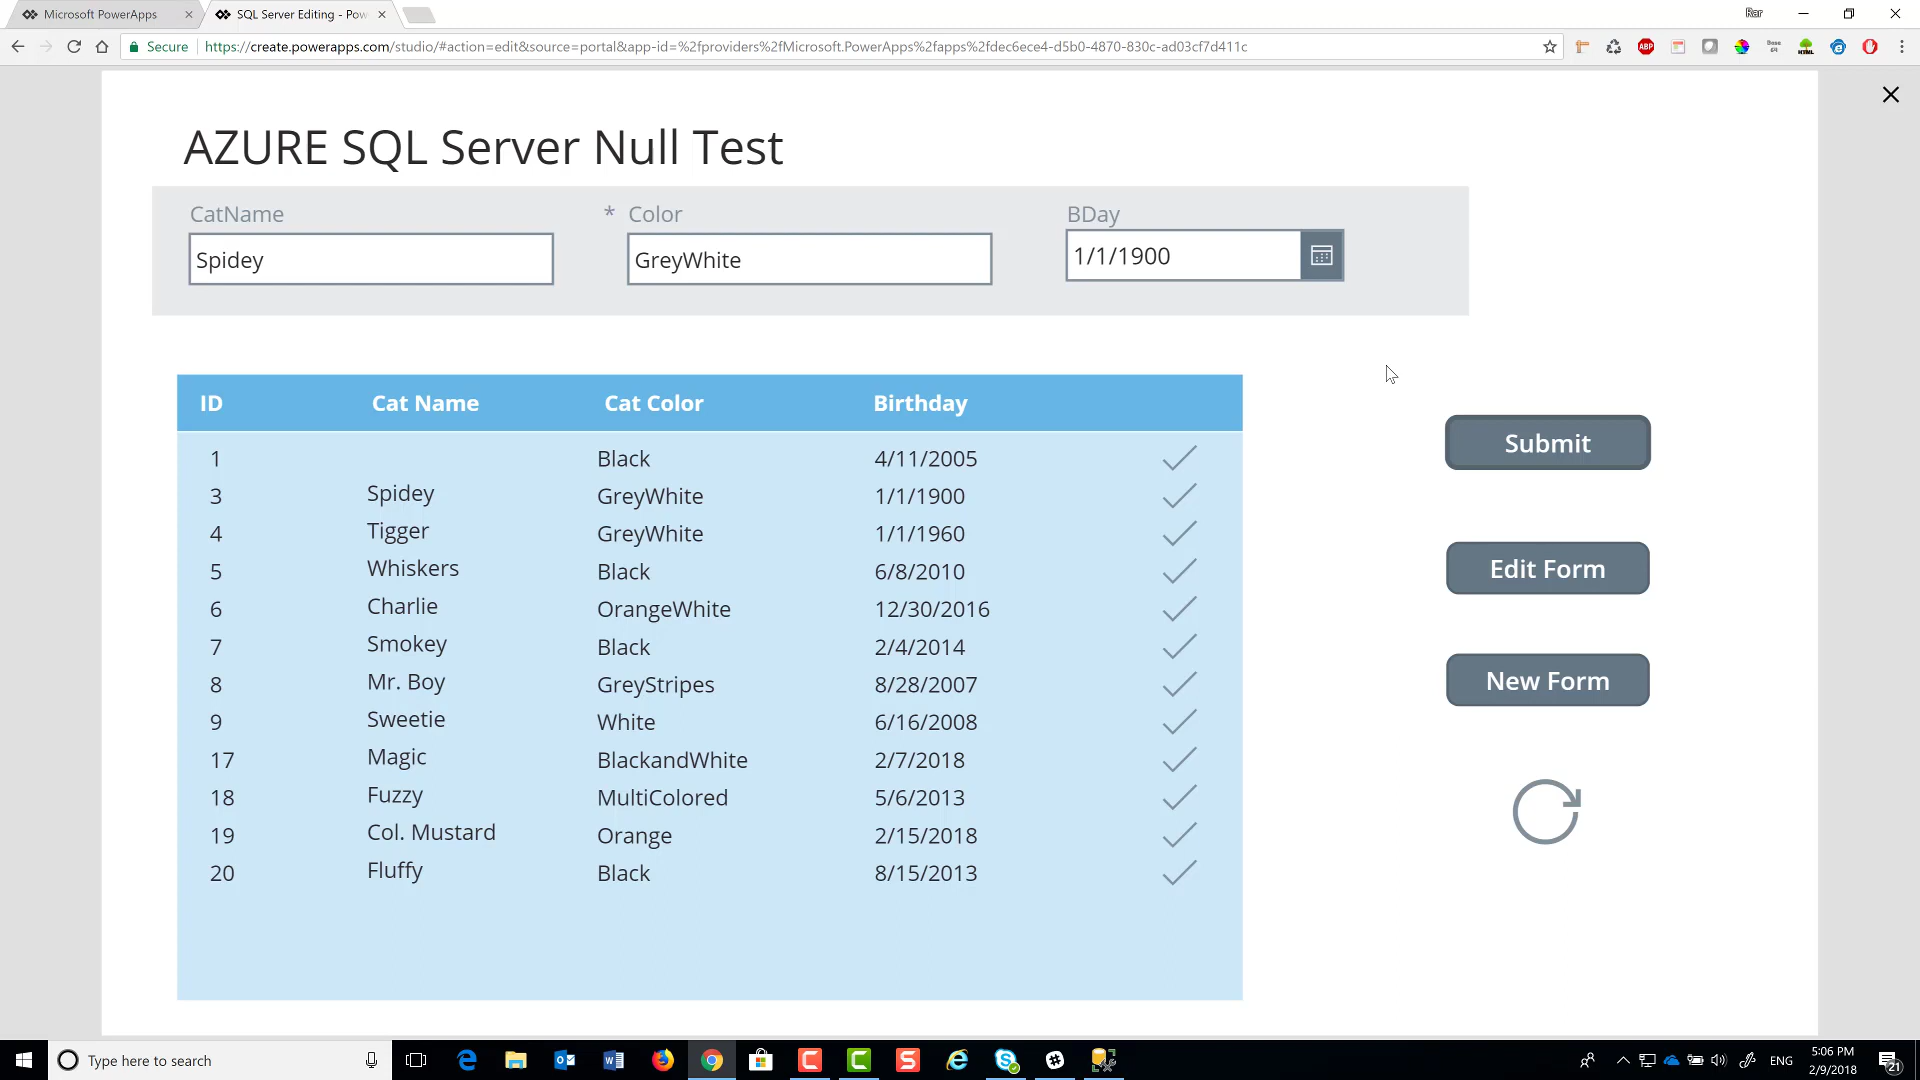 Microsoft PowerApps
SQL Server Editing - Pow
Rar
Secure
https://create.powerapps.com/studio/#action=edit&source=portal&app-id=%2fproviders%2fMicrosoft.PowerApps%2fapps%2fdec6ece4-d5b0-4870-830c-ad03cf7d411c
ABP
AZURE SQL Server Null Test
CatName * Color BDay
Spidey GreyWhite 1/1/1900
ID Cat Name Cat Color Birthday
1 Black 4/11/2005
3 Spidey GreyWhite 1/1/1900
4 Tigger GreyWhite 1/1/1960
5 Whiskers Black 6/8/2010
6 Charlie OrangeWhite 12/30/2016
7 Smokey Black 2/4/2014
8 Mr. Boy GreyStripes 8/28/2007
9 Sweetie White 6/16/2008
17 Magic BlackandWhite 2/7/2018
18 Fuzzy MultiColored 5/6/2013
19 Col. Mustard Orange 2/15/2018
20 Fluffy Black 8/15/2013
Submit
Edit Form
New Form
Type here to search
ENG
5:06 PM
2/9/2018
21